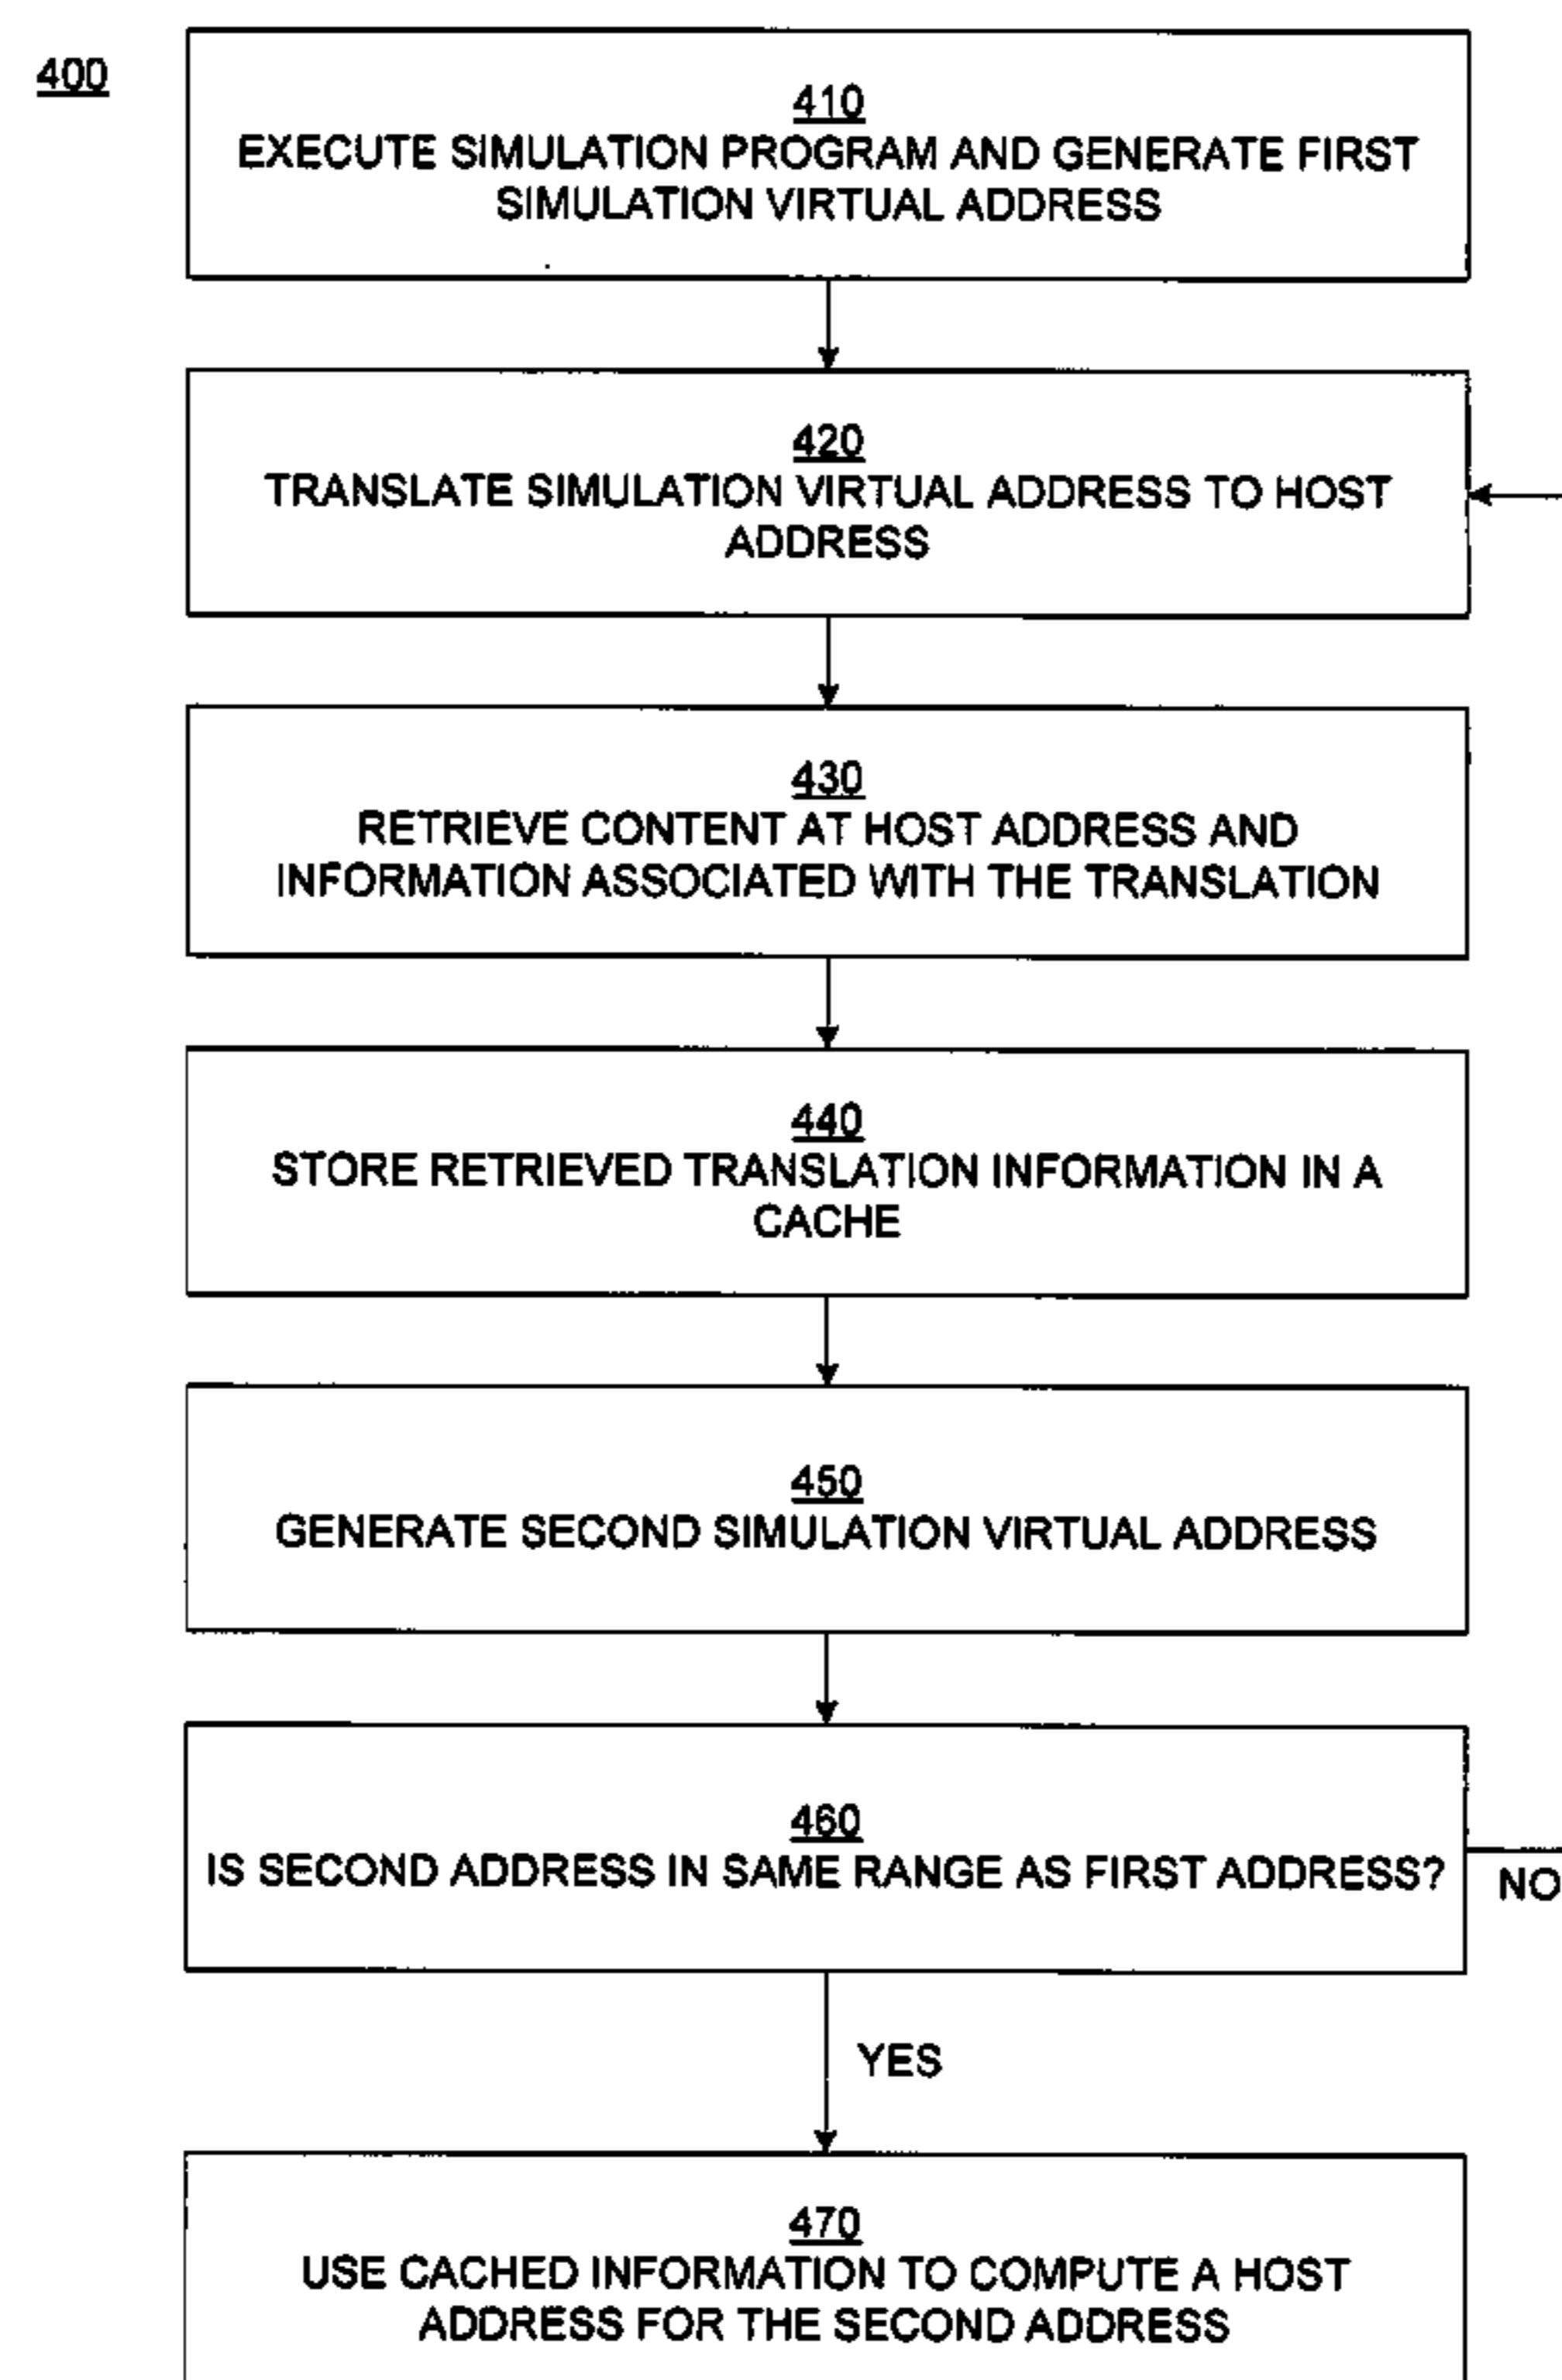 400
410
EXECUTE SIMULATION PROGRAM AND GENERATE FIRST
SIMULATION VIRTUAL ADDRESS
420
TRANSLATE SIMULATION VIRTUAL ADDRESS TO HOST
ADDRESS
430
RETRIEVE CONTENT AT HOST ADDRESS AND
INFORMATION ASSOCIATED WITH THE TRANSLATION
440
STORE RETRIEVED TRANSLATION INFORMATION IN A
CACHE
450
GENERATE SECOND SIMULATION VIRTUAL ADDRESS
460
IS SECOND ADDRESS IN SAME RANGE AS FIRST ADDRESS?
NO
YES
470
USE CACHED INFORMATION TO COMPUTE A HOST
ADDRESS FOR THE SECOND ADDRESS